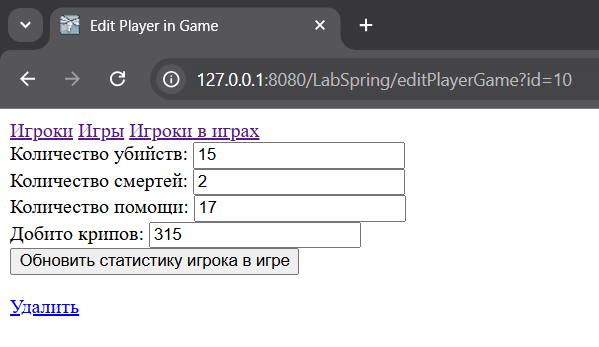 Edit Player in Game
127.0.0.1:8080/LabSpring/editPlayerGame?id=10
Игроки Игры Игроки в играх
Количество убийств: 15
Количество смертей: 2
Количество помощи: 17
Добито крипов: 315
Обновить статистику игрока в игре
Удалить